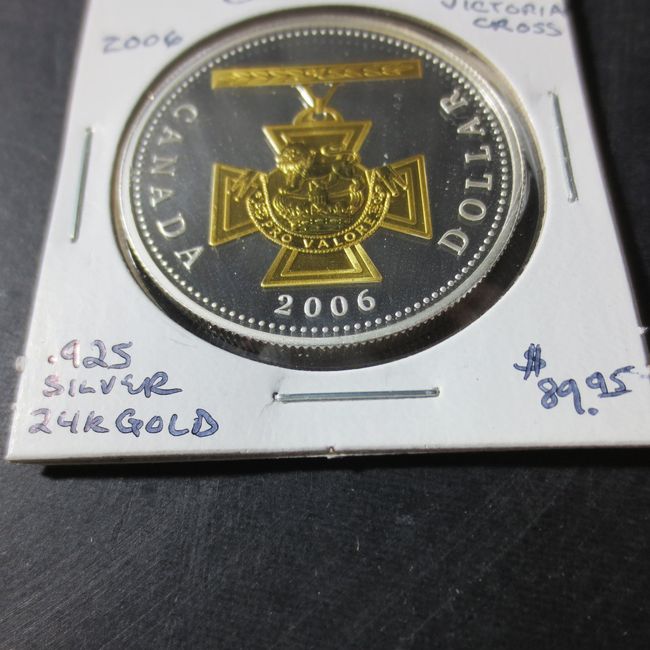 2006
VICTORIA
CROSS
CANADA
DOLLAR
PRO VALORE
2006
.925
SILVER
24K GOLD
$
89.95